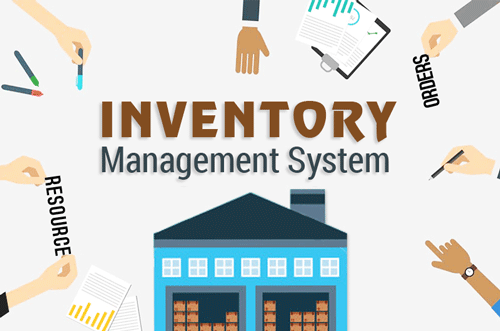 ORDERS
INVENTORY
Management System
RESOURCE